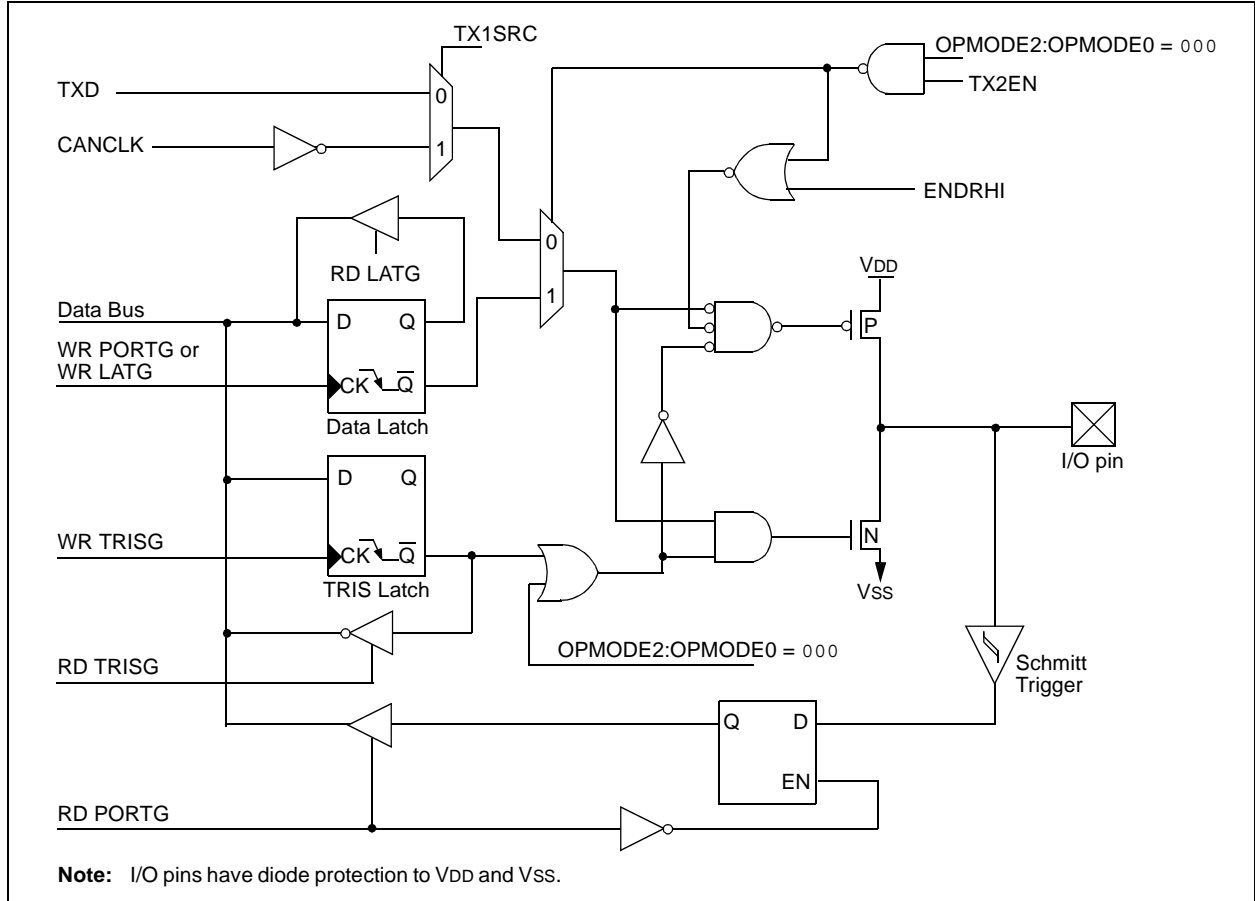 TX1SRC
OPMODE2:OPMODE0 = 000
TXD
0
TX2EN
CANCLK
1
ENDRHI
0
RD LATG
VDD
Data Bus
D
Q
1
P
WR PORTG or
WR LATG
CK
Q
Data Latch
I/O pin
D
Q
WR TRISG
CK
Q
N
TRIS Latch
VSS
OPMODE2:OPMODE0 = 000
RD TRISG
Schmitt
Trigger
Q
D
EN
RD PORTG
Note: I/O pins have diode protection to VDD and VSS.